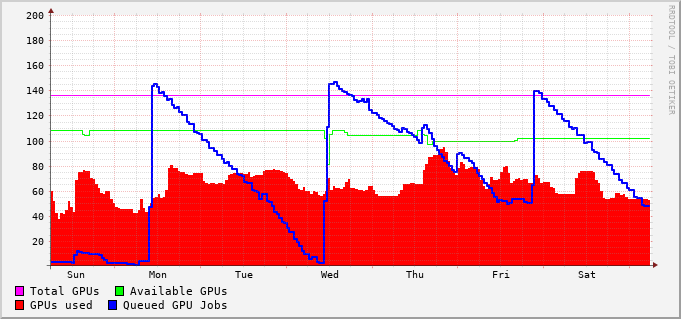 200
180
160
140
120
100
80
60
40
20
Sun Mon Tue Wed Thu Fri Sat
Total GPUs Available GPUs
GPUs used Queued GPU Jobs
RRDTOOL / TOBI OETIKER